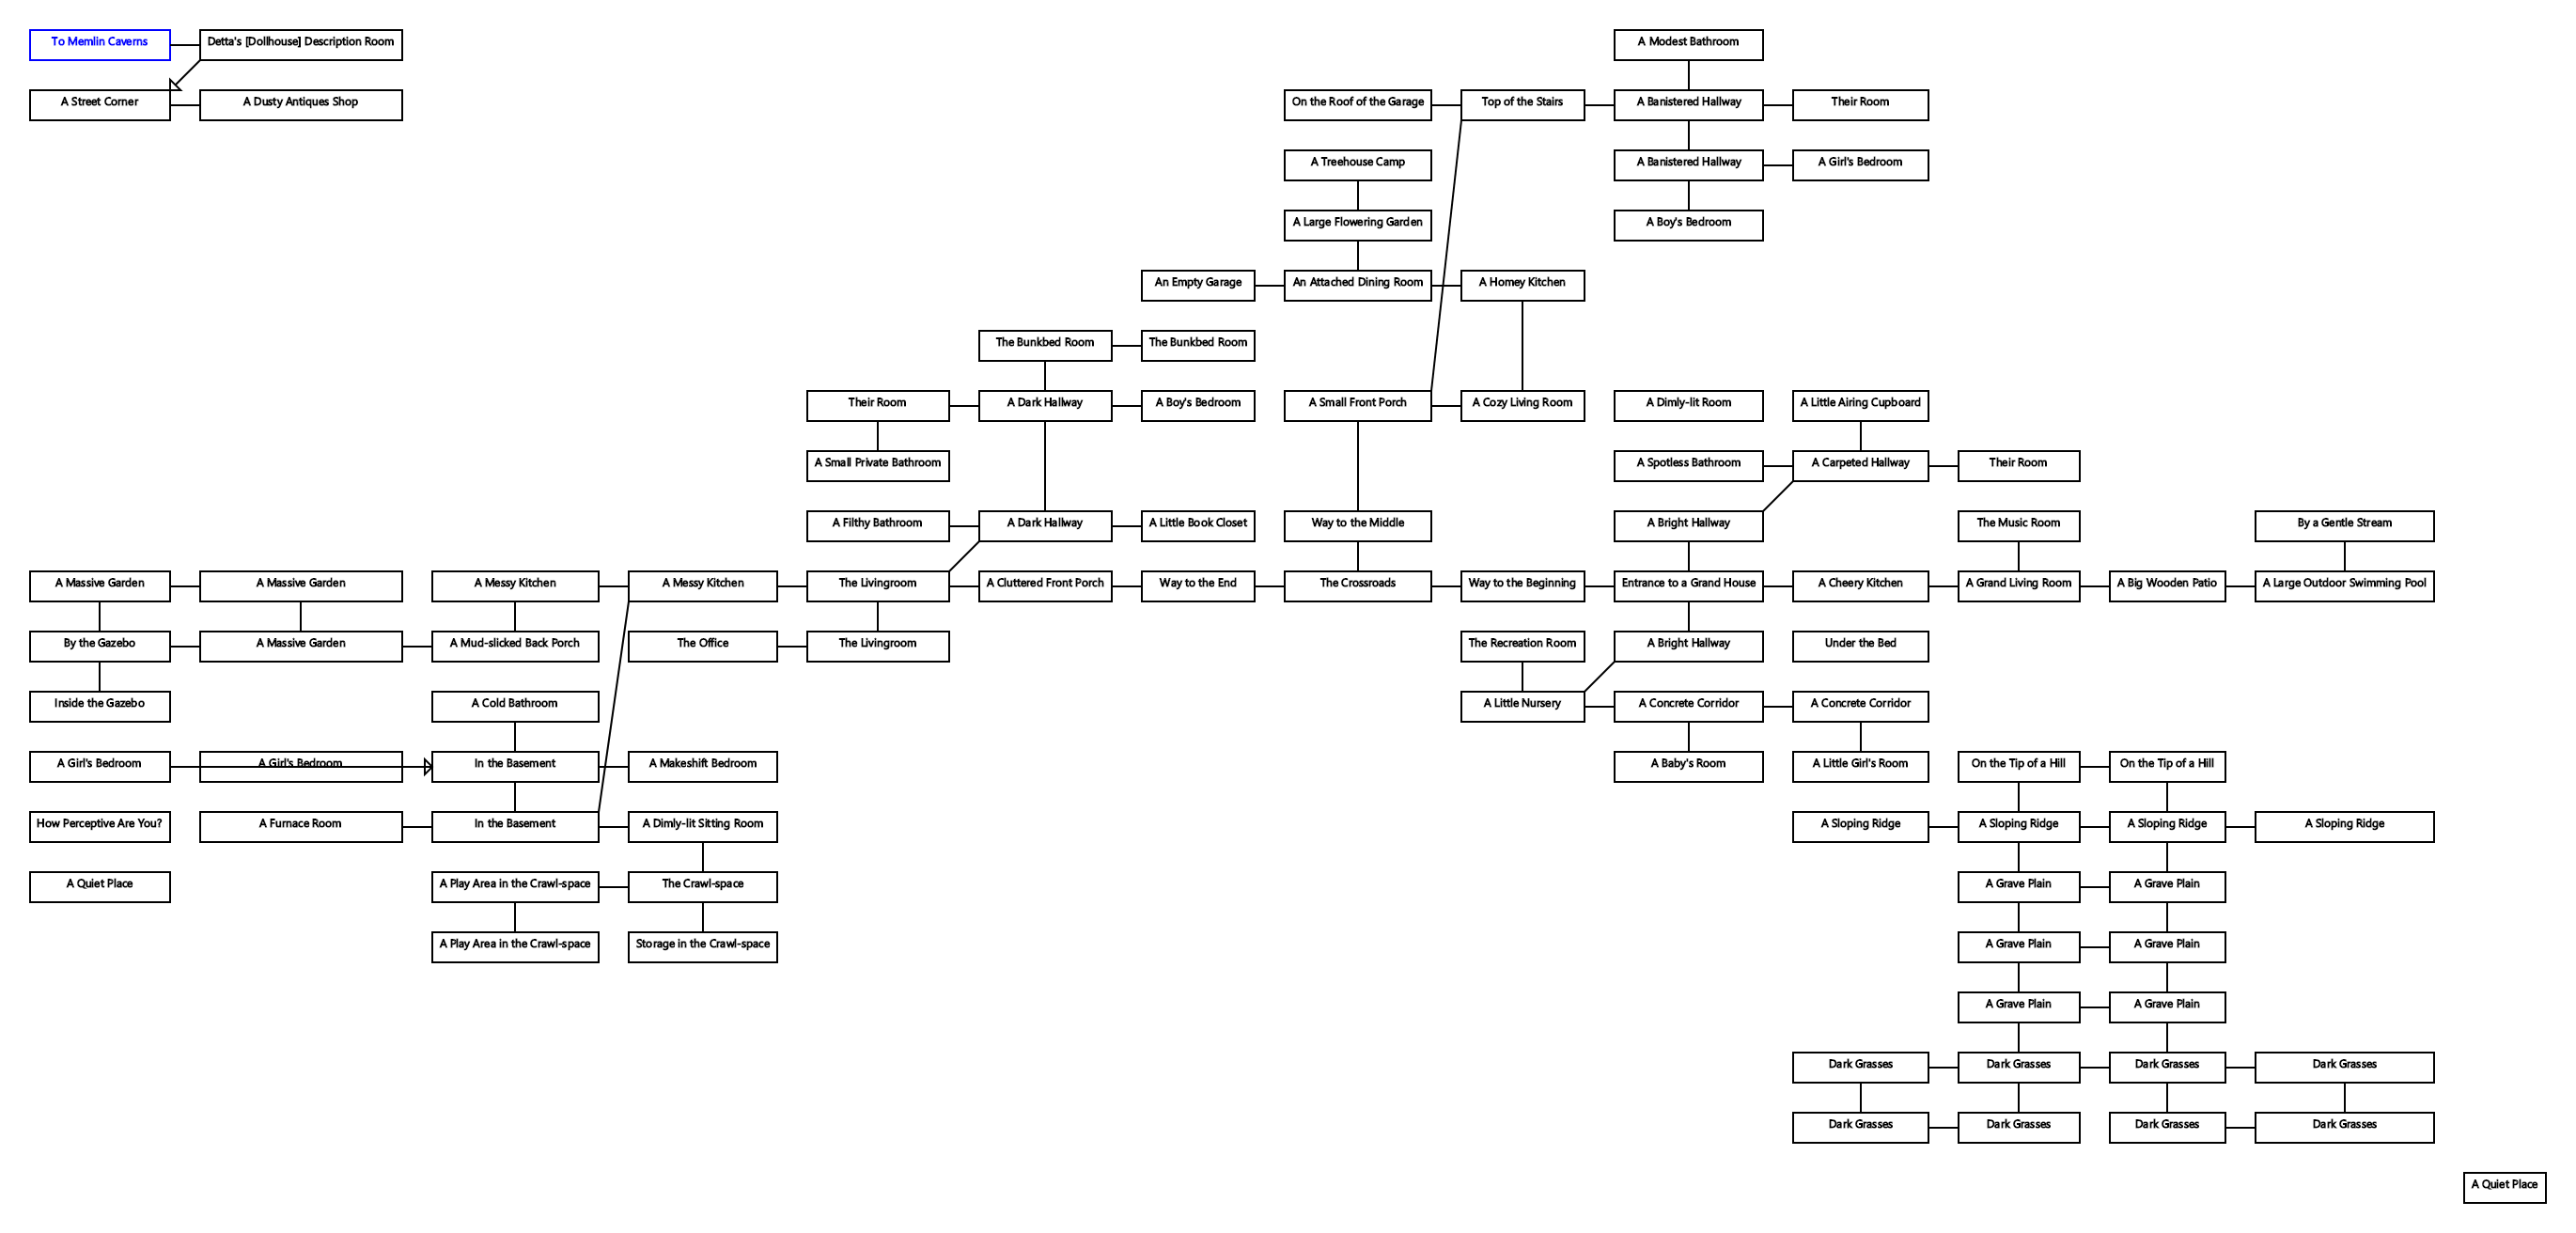 To Memlin Caverns
Detta's [Dollhouse] Description Room
A Modest Bathroom
A Street Corner
A Dusty Antiques Shop
On the Roof of the Garage
Top of the Stairs
A Banistered Hallway
Their Room
A Treehouse Camp
A Banistered Hallway
A Girl's Bedroom
A Large Flowering Garden
A Boy's Bedroom
An Empty Garage
An Attached Dining Room
A Homey Kitchen
The Bunkbed Room
The Bunkbed Room
Their Room
A Dark Hallway
A Boy's Bedroom
A Small Front Porch
A Cozy Living Room
A Dimly-lit Room
A Little Airing Cupboard
A Small Private Bathroom
A Spotless Bathroom
A Carpeted Hallway
Their Room
A Filthy Bathroom
A Dark Hallway
A Little Book Closet
Way to the Middle
A Bright Hallway
The Music Room
By a Gentle Stream
A Massive Garden
A Massive Garden
A Messy Kitchen
A Messy Kitchen
The Livingroom
A Cluttered Front Porch
Way to the End
The Crossroads
Way to the Beginning
Entrance to a Grand House
A Cheery Kitchen
A Grand Living Room
A Big Wooden Patio
A Large Outdoor Swimming Pool
By the Gazebo
A Massive Garden
A Mud-slicked Back Porch
The Office
The Livingroom
The Recreation Room
A Bright Hallway
Under the Bed
Inside the Gazebo
A Cold Bathroom
A Little Nursery
A Concrete Corridor
A Concrete Corridor
A Girl's Bedroom
A Girl's Bedroom
In the Basement
A Makeshift Bedroom
A Baby's Room
A Little Girl's Room
On the Tip of a Hill
On the Tip of a Hill
How Perceptive Are You?
A Furnace Room
In the Basement
A Dimly-lit Sitting Room
A Sloping Ridge
A Sloping Ridge
A Sloping Ridge
A Sloping Ridge
A Quiet Place
A Play Area in the Crawl-space
The Crawl-space
A Grave Plain
A Grave Plain
A Play Area in the Crawl-space
Storage in the Crawl-space
A Grave Plain
A Grave Plain
A Grave Plain
A Grave Plain
Dark Grasses
Dark Grasses
Dark Grasses
Dark Grasses
Dark Grasses
Dark Grasses
Dark Grasses
Dark Grasses
A Quiet Place